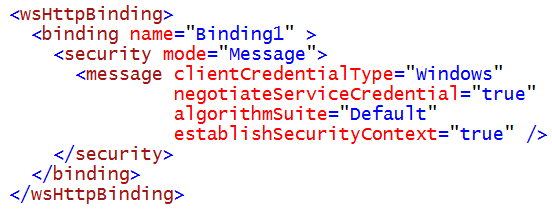 <wsHttpBinding>
<binding name="Binding1" >
<security mode="Message">
<message clientCredentialType="Windows"
negotiateServiceCredential="true"
algorithmSuite="Default"
establishSecurityContext="true" />
</security>
</binding>
</wsHttpBinding>